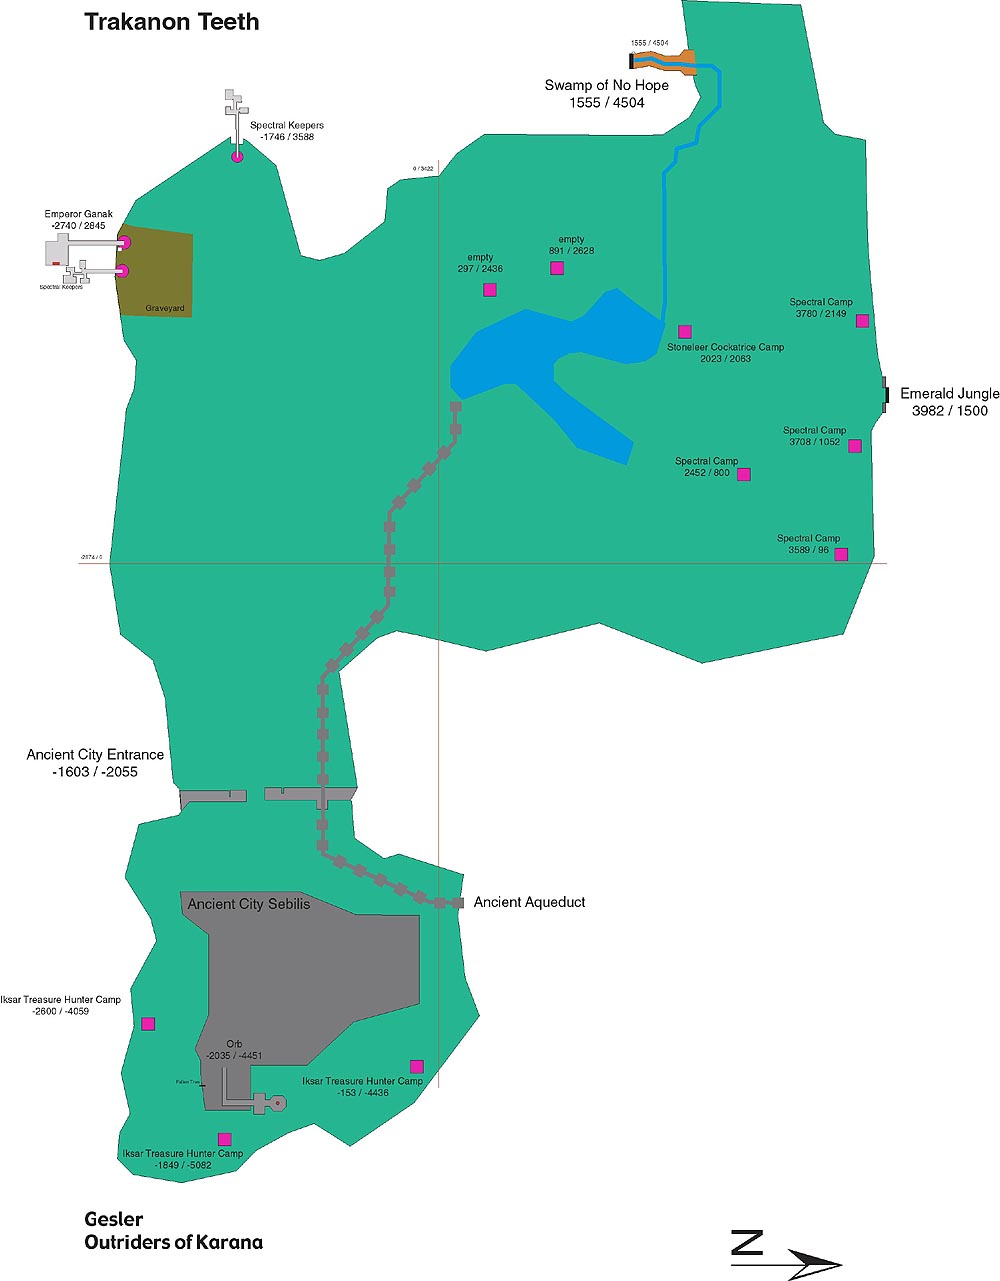 Trakanon Teeth
1555 / 4504
Swamp of No Hope
1555 / 4504
Spectral Keepers
-1746 / 3588
0 / 3422
Emperor Ganak
-2740 / 2845
Spectral Keepers
Graveyard
empty
297 / 2436
empty
891 / 2628
Spectral Camp
3780 / 2149
Stoneleer Cockatrice Camp
2023 / 2063
Emerald Jungle
3982 / 1500
Spectral Camp
3708 / 1052
Spectral Camp
2452 / 800
Spectral Camp
3589 / 96
-2874 / 0
Ancient City Entrance
-1603 / -2055
Ancient City Sebilis
Ancient Aqueduct
Iksar Treasure Hunter Camp
-2600 / -4059
Orb
-2035 / -4451
Fallen Tree
Iksar Treasure Hunter Camp
-153 / -4436
Iksar Treasure Hunter Camp
-1849 / -5082
Gesler
Outriders of Karana
N